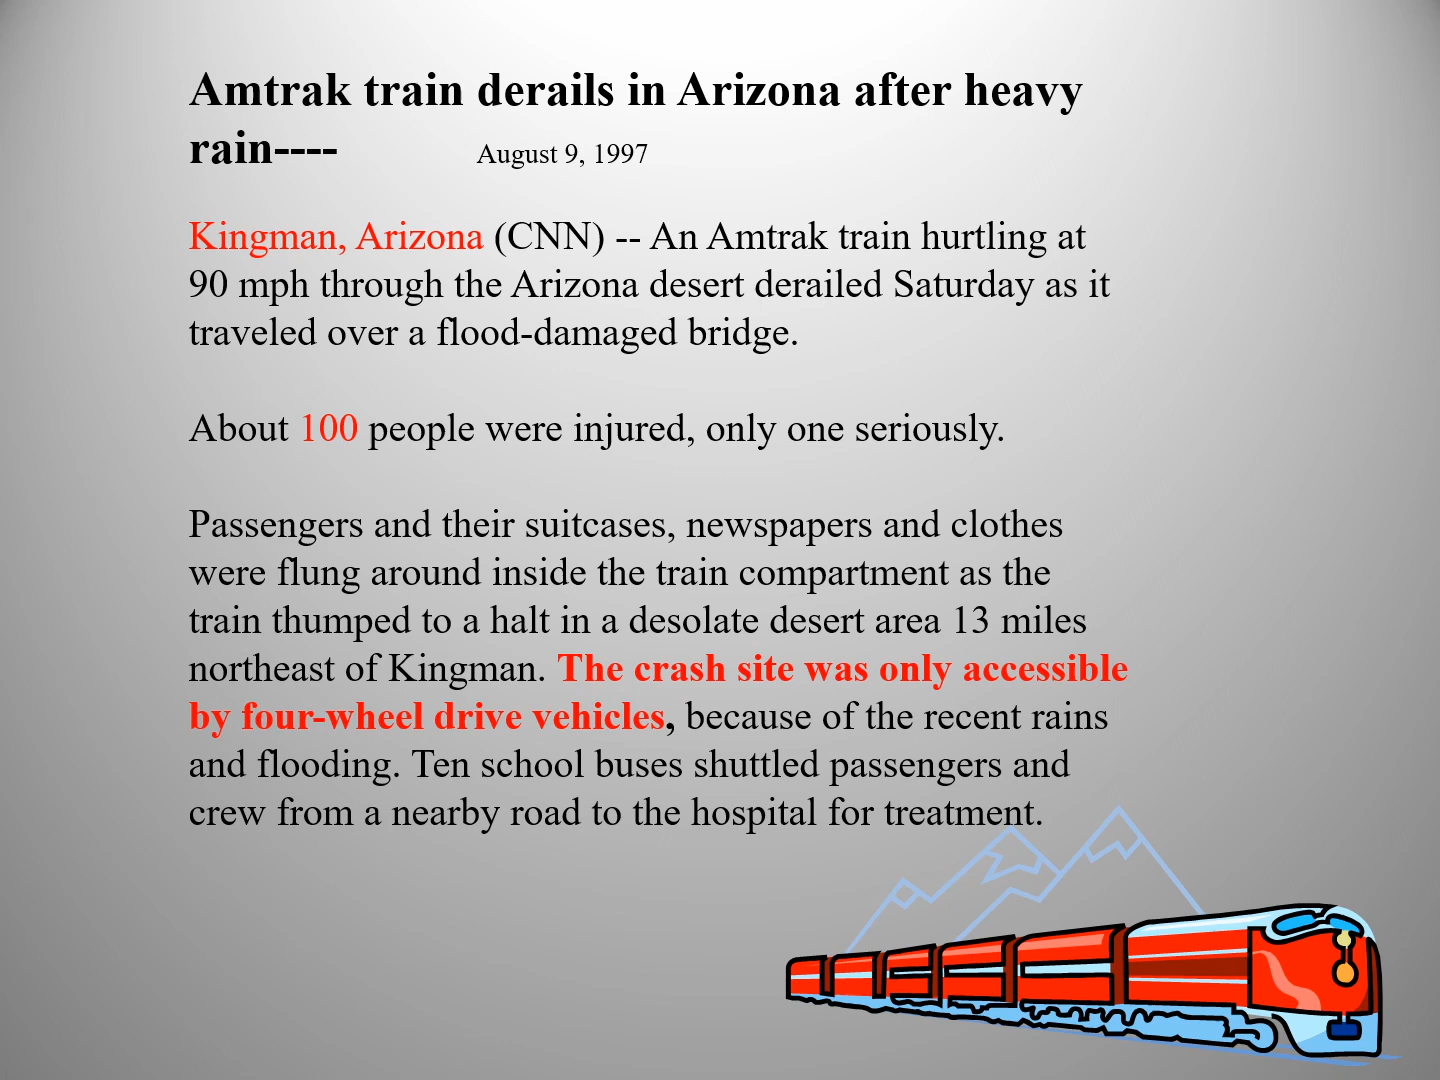 Amtrak train derails in Arizona after heavy
rain---- August 9, 1997
Kingman, Arizona (CNN) -- An Amtrak train hurtling at
90 mph through the Arizona desert derailed Saturday as it
traveled over a flood-damaged bridge.
About 100 people were injured, only one seriously.
Passengers and their suitcases, newspapers and clothes
were flung around inside the train compartment as the
train thumped to a halt in a desolate desert area 13 miles
northeast of Kingman. The crash site was only accessible
by four-wheel drive vehicles, because of the recent rains
and flooding. Ten school buses shuttled passengers and
crew from a nearby road to the hospital for treatment.